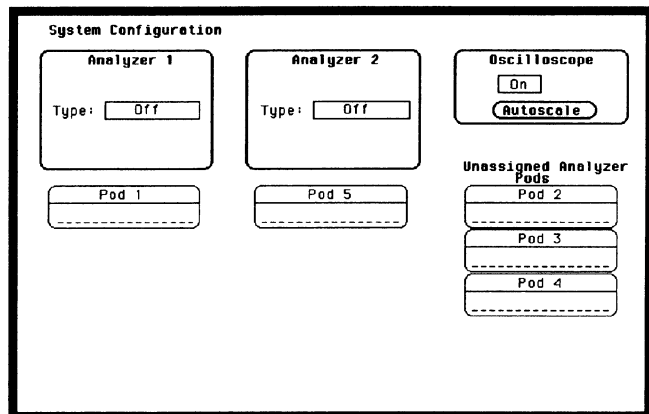 System Configuration
Analyzer 1
Type: Off
Analyzer 2
Type: Off
Oscilloscope
On
Autoscale
Pod 1
Pod 5
Unassigned Analyzer
Pods
Pod 2
Pod 3
Pod 4